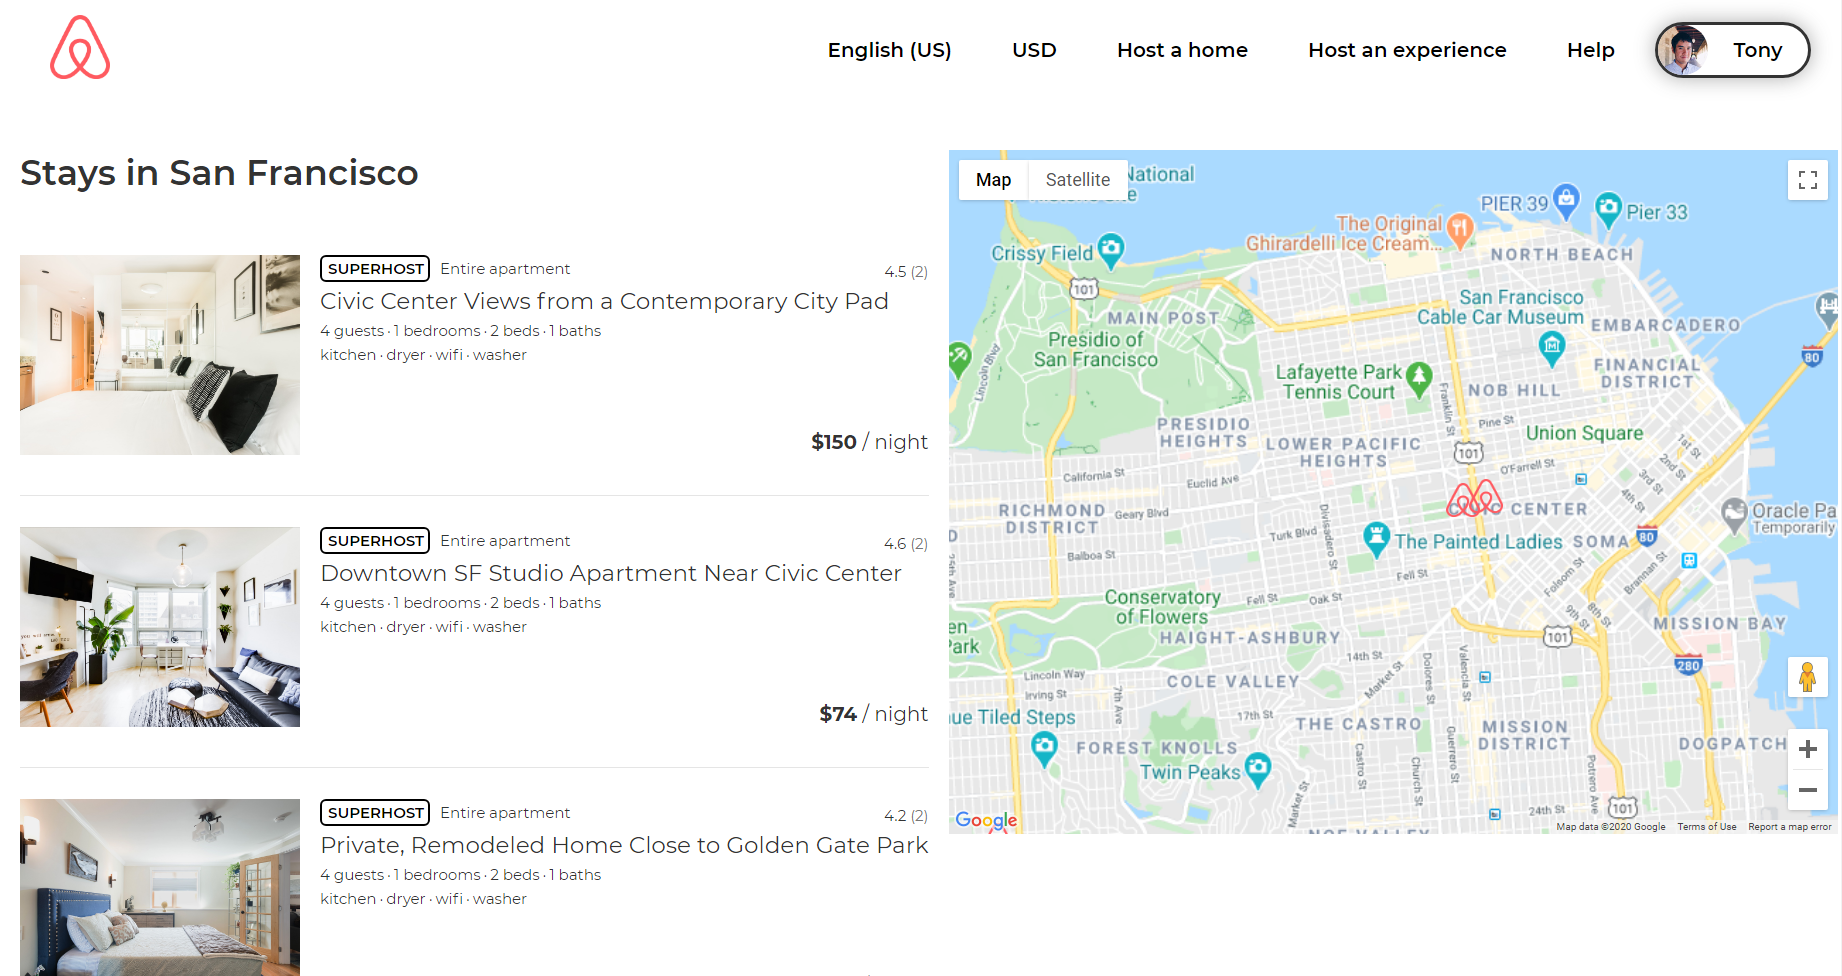 English (US)
USD
Host a home
Host an experience
Help
Tony
Stays in San Francisco
SUPERHOST Entire apartment
4.5 (2)
Civic Center Views from a Contemporary City Pad
4 guests · 1 bedrooms · 2 beds · 1 baths
kitchen · dryer · wifi · washer
$150 / night
SUPERHOST Entire apartment
4.6 (2)
Downtown SF Studio Apartment Near Civic Center
4 guests · 1 bedrooms · 2 beds · 1 baths
kitchen · dryer · wifi · washer
$74 / night
SUPERHOST Entire apartment
4.2 (2)
Private, Remodeled Home Close to Golden Gate Park
4 guests · 1 bedrooms · 2 beds · 1 baths
kitchen · dryer · wifi · washer
Map
Satellite
National
PIER 39
Pier 33
The Original
Ghirardelli Ice Cream...
Crissy Field
NORTH BEACH
101
MAIN POST
San Francisco
Cable Car Museum
EMBARCADERO
Presidio of
San Francisco
Lincoln Blvd
80
FINANCIAL
DISTRICT
Lafayette Park
Tennis Court
NOB HILL
Franklin St
Pine St
PRESIDIO
HEIGHTS
LOWER PACIFIC
HEIGHTS
Union Square
1st St
2nd St
3rd St
4th St
101
O'Farrell St
California St
Euclid Ave
RICHMOND
DISTRICT
Geary Blvd
Divisadero St
CENTER
Oracle Pa
Temporarily
Turk Blvd
The Painted Ladies
SOMA
80
Balboa St
Fell St
Folsom St
Brannan St
Conservatory
of Flowers
Fell St
Oak St
8th St
9th St
en
Park
HAIGHT-ASHBURY
101
MISSION BAY
14th St
Market St
Dolores St
Valencia St
280
Lincoln Way
Irving St
COLE VALLEY
7th Ave
17th St
ue Tiled Steps
THE CASTRO
Guerrero St
MISSION
DISTRICT
DOGPATCH
FOREST KNOLLS
Twin Peaks
Castro St
Church St
Potrero Ave
Market St
24th St
101
NOE VALLEY
Google
Map data ©2020 Google
Terms of Use
Report a map error